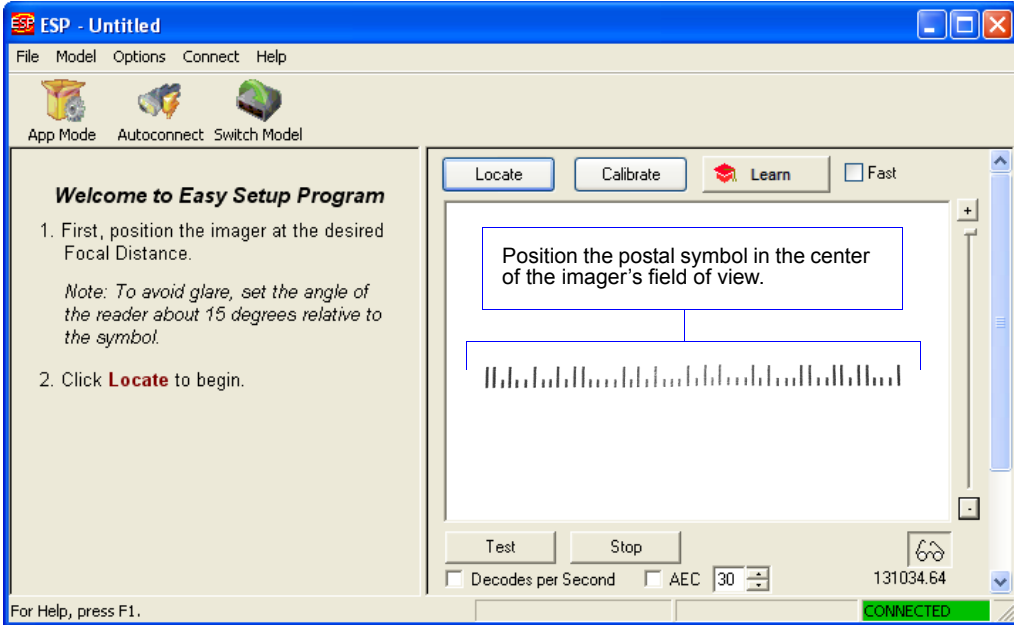 ESP ESP - Untitled
File Model Options Connect Help
App Mode Autoconnect Switch Model
Welcome to Easy Setup Program
1. First, position the imager at the desired
Focal Distance.
Note: To avoid glare, set the angle of
the reader about 15 degrees relative to
the symbol.
2. Click Locate to begin.
Locate Calibrate Learn Fast
+
Position the postal symbol in the center
of the imager's field of view.
-
Test Stop
Decodes per Second AEC 30 131034.64
For Help, press F1. CONNECTED